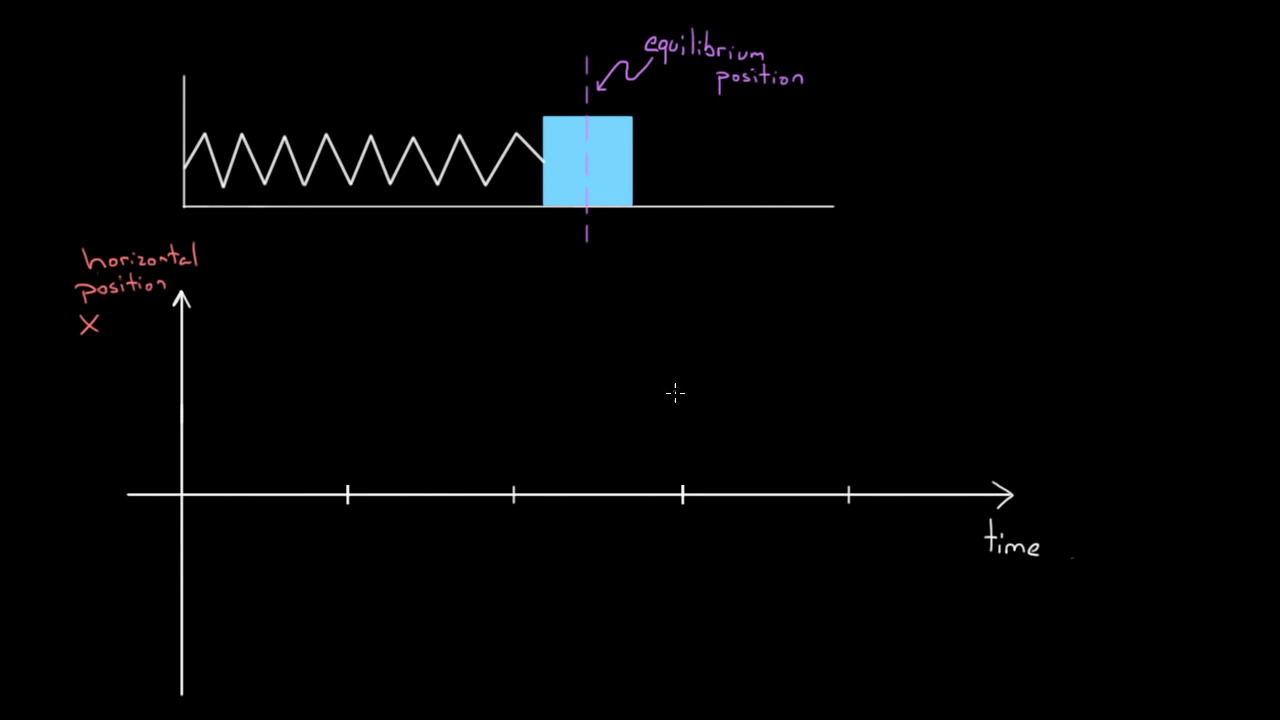 equilibrium
position
horizontal
position
x
time